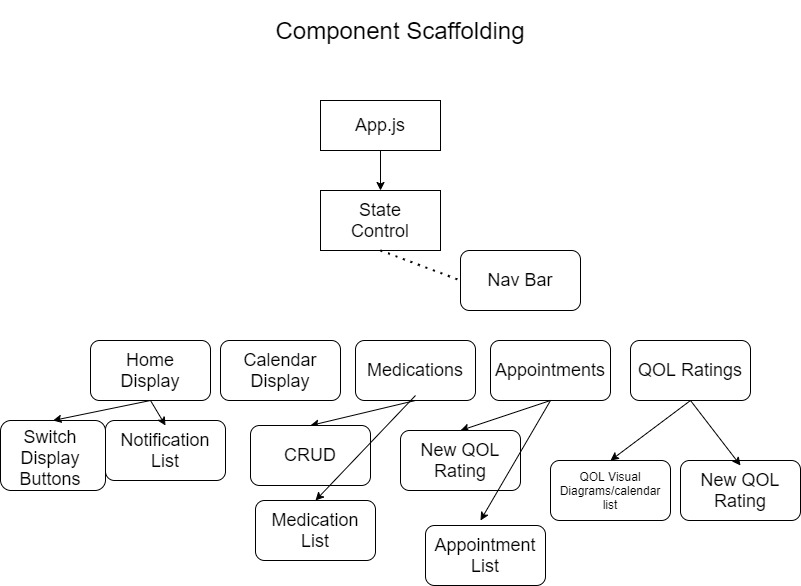 Component Scaffolding
App.js
State
Control
Nav Bar
Home
Display
Calendar
Display
Medications
Appointments
QOL Ratings
Switch
Display
Buttons
Notification
List
CRUD
New QOL
Rating
QOL Visual
Diagrams/calendar
list
New QOL
Rating
Medication
List
Appointment
List